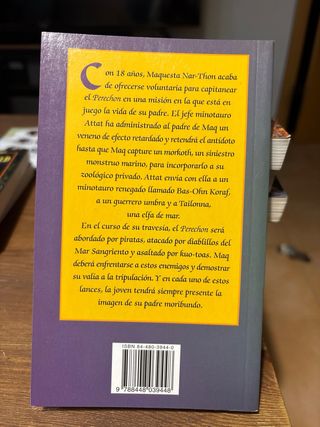 Con 18 años, Maquesta Nar-Thon acaba
de ofrecerse voluntaria para capitanear
el Perechon en una misión en la que está en
juego la vida de su padre. El jefe minotauro
Attat ha administrado al padre de Maq un
veneno de efecto retardado y retendrá el antídoto
hasta que Maq capture un morkoth, un siniestro
monstruo marino, para incorporarlo a su
zoológico privado. Attat envía con ella a un
minotauro renegado llamado Bas-Ohn Koraf,
a un guerrero umbra y a Tailonna,
una elfa de mar.
En el curso de su travesía, el Perechon será
abordado por piratas, atacado por diablillos del
Mar Sangriento y asaltado por kuo-toas. Maq
deberá enfrentarse a estos enemigos y demostrar
su valía a la tripulación. Y en cada uno de estos
lances, la joven tendrá siempre presente la
imagen de su padre moribundo.
ISBN 84-480-3944-0
9 788448 039448